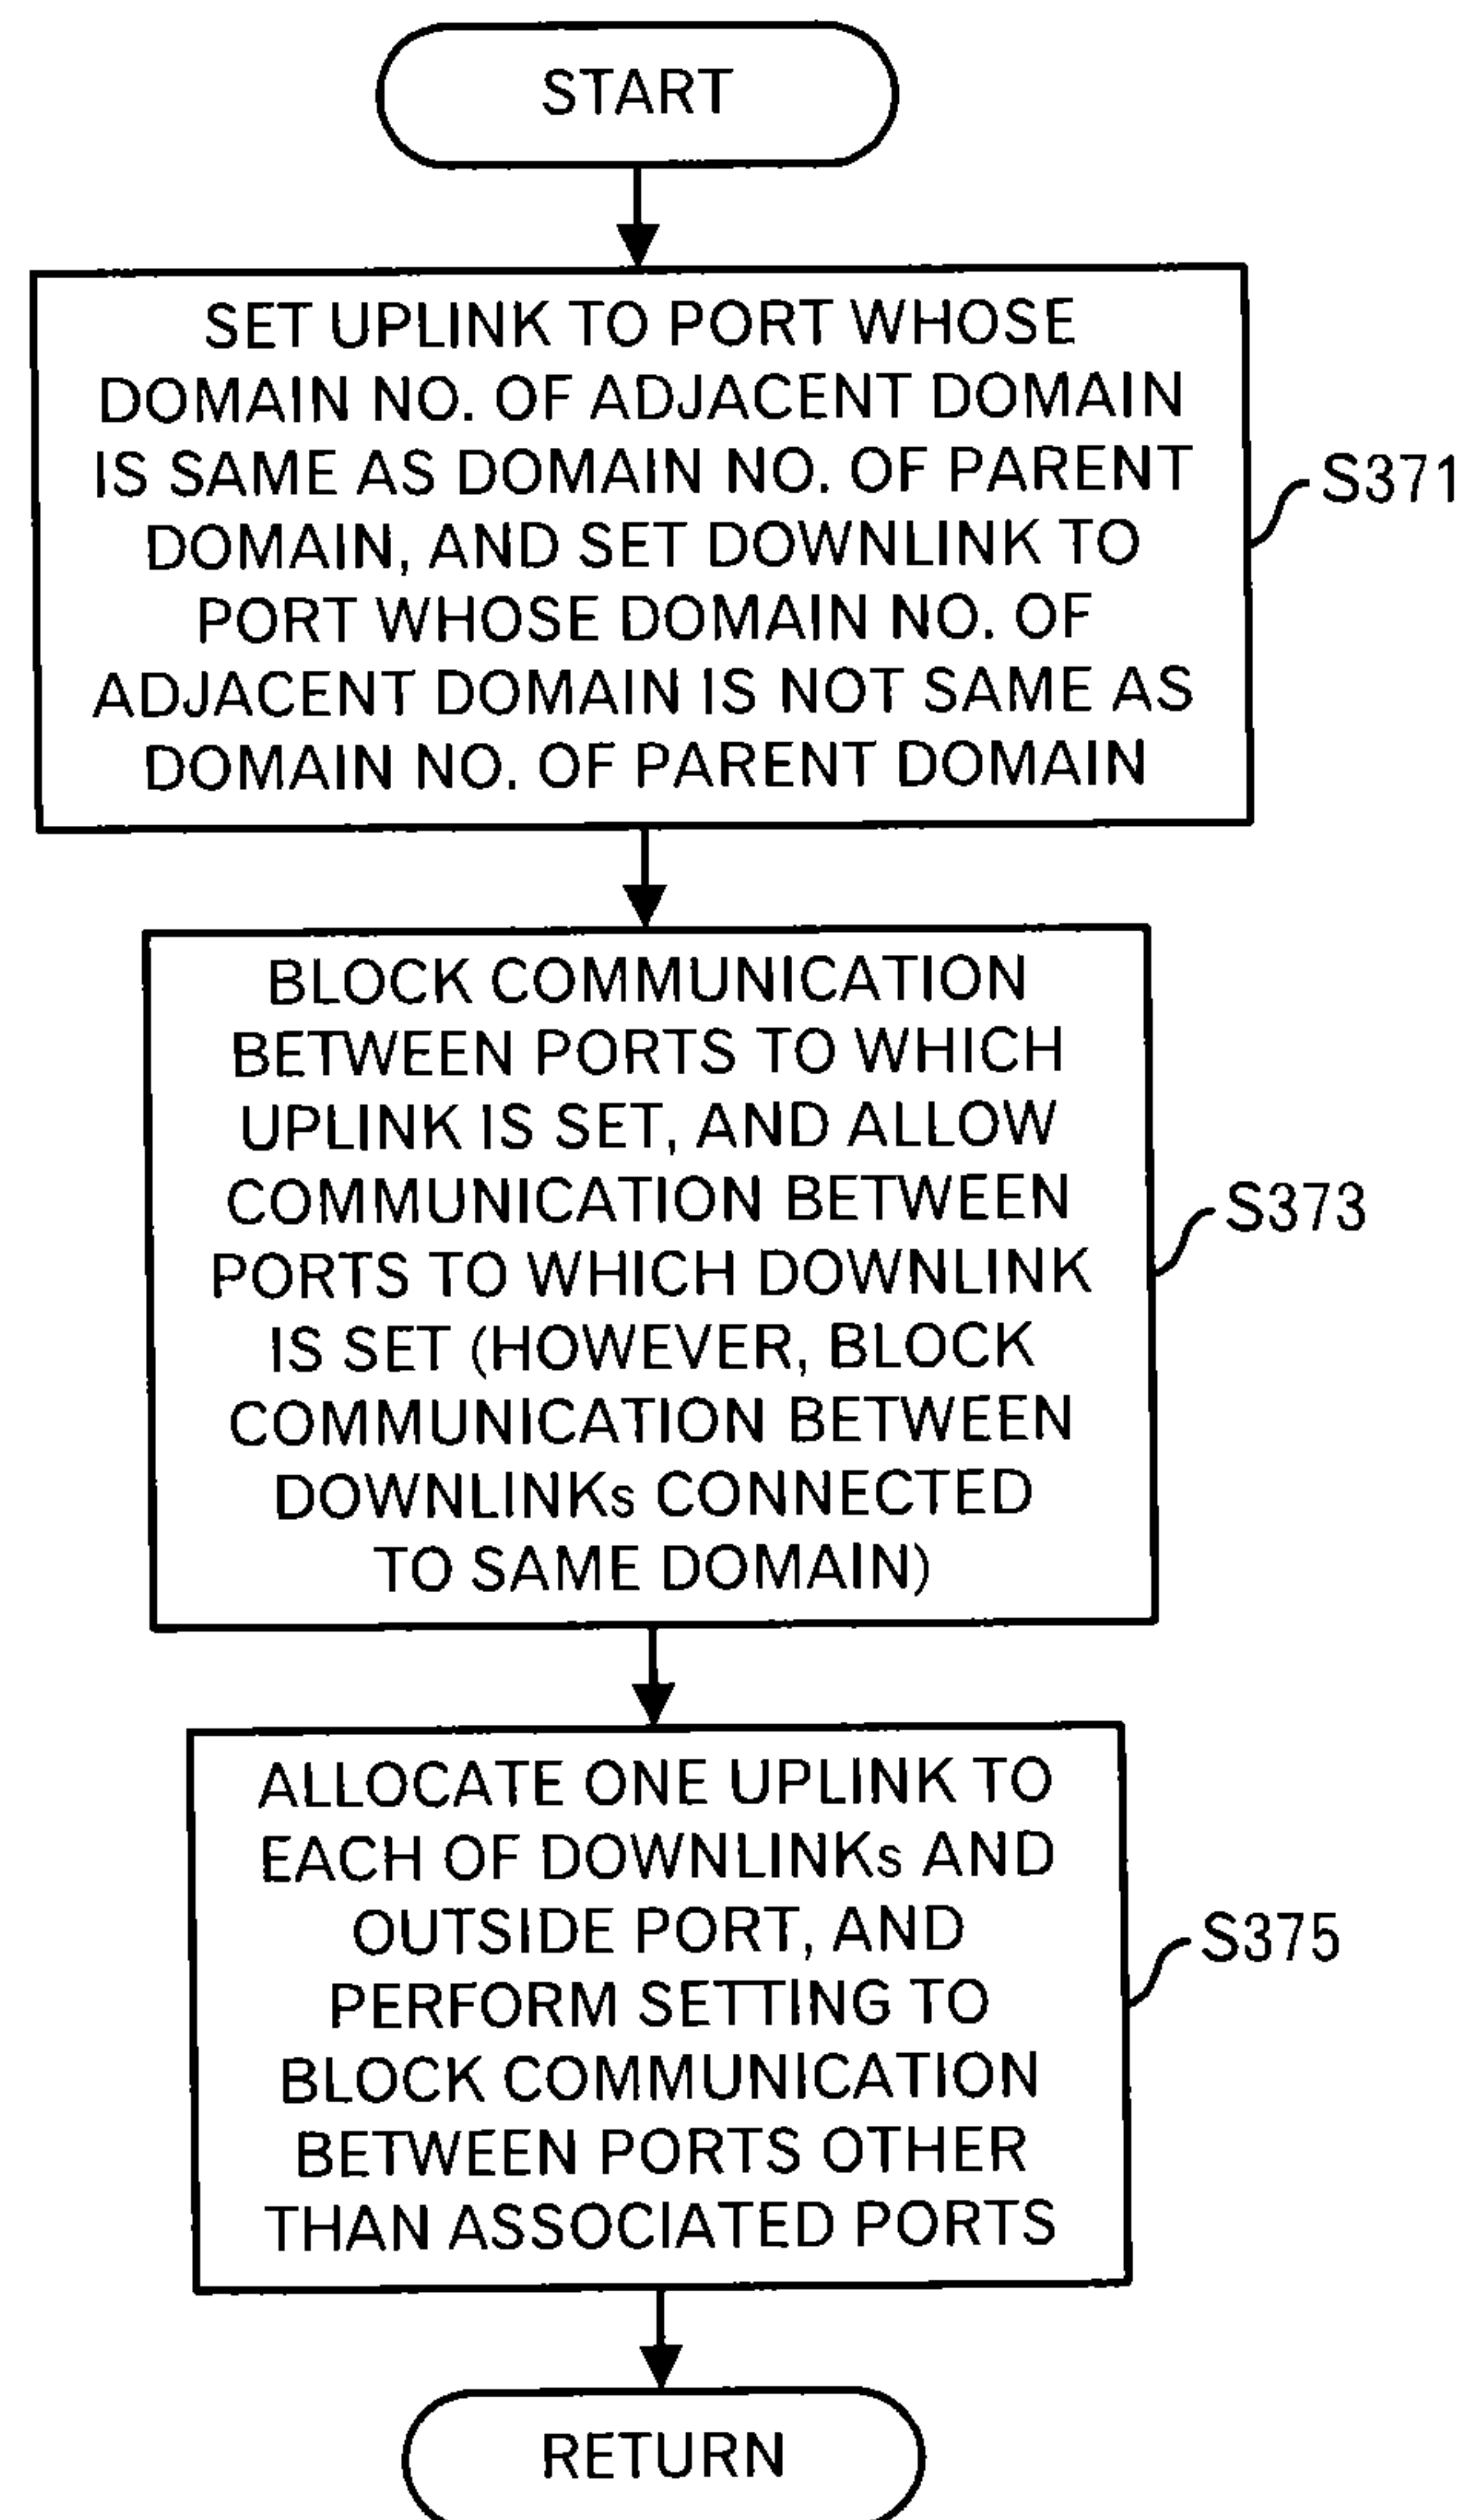 START
SET UPLINK TO PORT WHOSE
DOMAIN NO. OF ADJACENT DOMAIN
IS SAME AS DOMAIN NO. OF PARENT
DOMAIN, AND SET DOWNLINK TO
PORT WHOSE DOMAIN NO. OF
ADJACENT DOMAIN IS NOT SAME AS
DOMAIN NO. OF PARENT DOMAIN
S371
BLOCK COMMUNICATION
BETWEEN PORTS TO WHICH
UPLINK IS SET, AND ALLOW
COMMUNICATION BETWEEN
PORTS TO WHICH DOWNLINK
IS SET (HOWEVER, BLOCK
COMMUNICATION BETWEEN
DOWNLINKs CONNECTED
TO SAME DOMAIN)
S373
ALLOCATE ONE UPLINK TO
EACH OF DOWNLINKs AND
OUTSIDE PORT, AND
PERFORM SETTING TO
BLOCK COMMUNICATION
BETWEEN PORTS OTHER
THAN ASSOCIATED PORTS
S375
RETURN